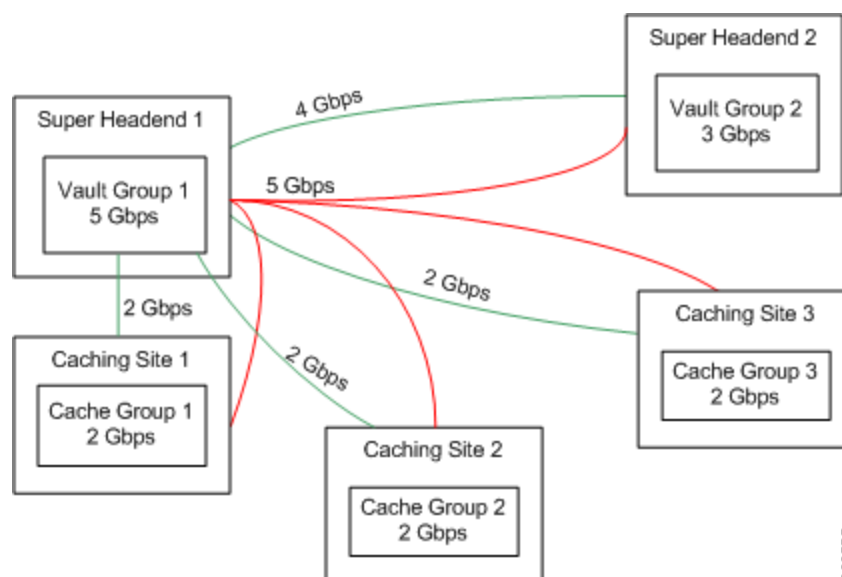 Super Headend 2
Vault Group 2
3 Gbps
4 Gbps
Super Headend 1
Vault Group 1
5 Gbps
5 Gbps
2 Gbps
2 Gbps
2 Gbps
Caching Site 3
Cache Group 3
2 Gbps
Caching Site 1
Cache Group 1
2 Gbps
Caching Site 2
Cache Group 2
2 Gbps